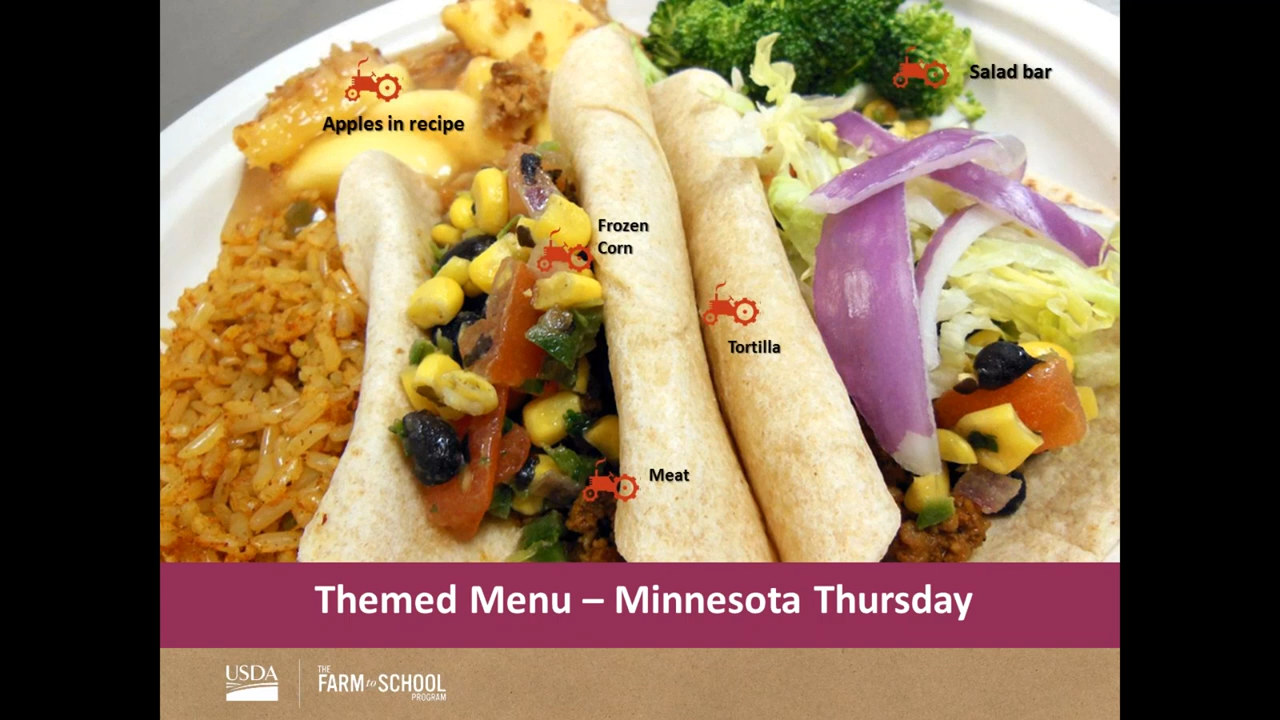 Salad bar
Apples in recipe
Frozen
Corn
Tortilla
Meat
Themed Menu – Minnesota Thursday
USDA
THE
FARM to SCHOOL
PROGRAM